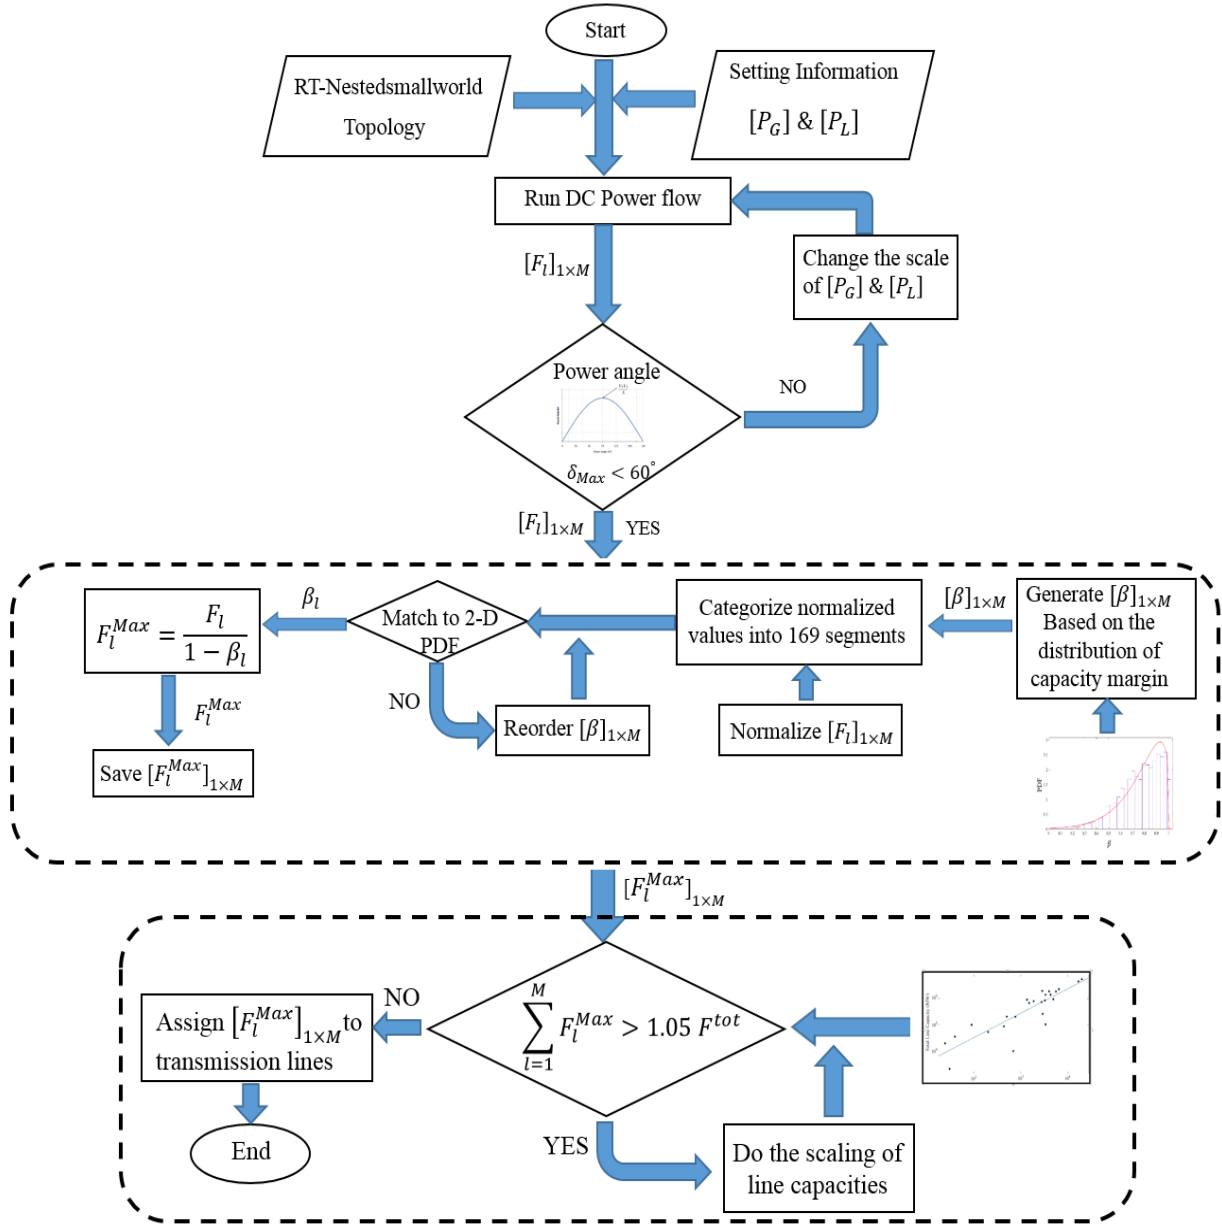 Start
RT-Nestedsmallworld
Topology
Setting Information
[P_G] & [P_L]
Run DC Power flow
[F_l]_{1×M}
Change the scale
of [P_G] & [P_L]
Power angle
NO
δ_{Max} < 60°
[F_l]_{1×M} YES
F_l^{Max} = F_l / (1 − β_l)
β_l
Match to 2-D
PDF
Categorize normalized
values into 169 segments
[β]_{1×M}
Generate [β]_{1×M}
Based on the
distribution of
capacity margin
NO
Reorder [β]_{1×M}
Normalize [F_l]_{1×M}
F_l^{Max}
Save [F_l^{Max}]_{1×M}
PDF
β
[F_l^{Max}]_{1×M}
NO
Assign [F_l^{Max}]_{1×M} to
transmission lines
∑_{l=1}^{M} F_l^{Max} > 1.05 F^{tot}
YES
Do the scaling of
line capacities
End